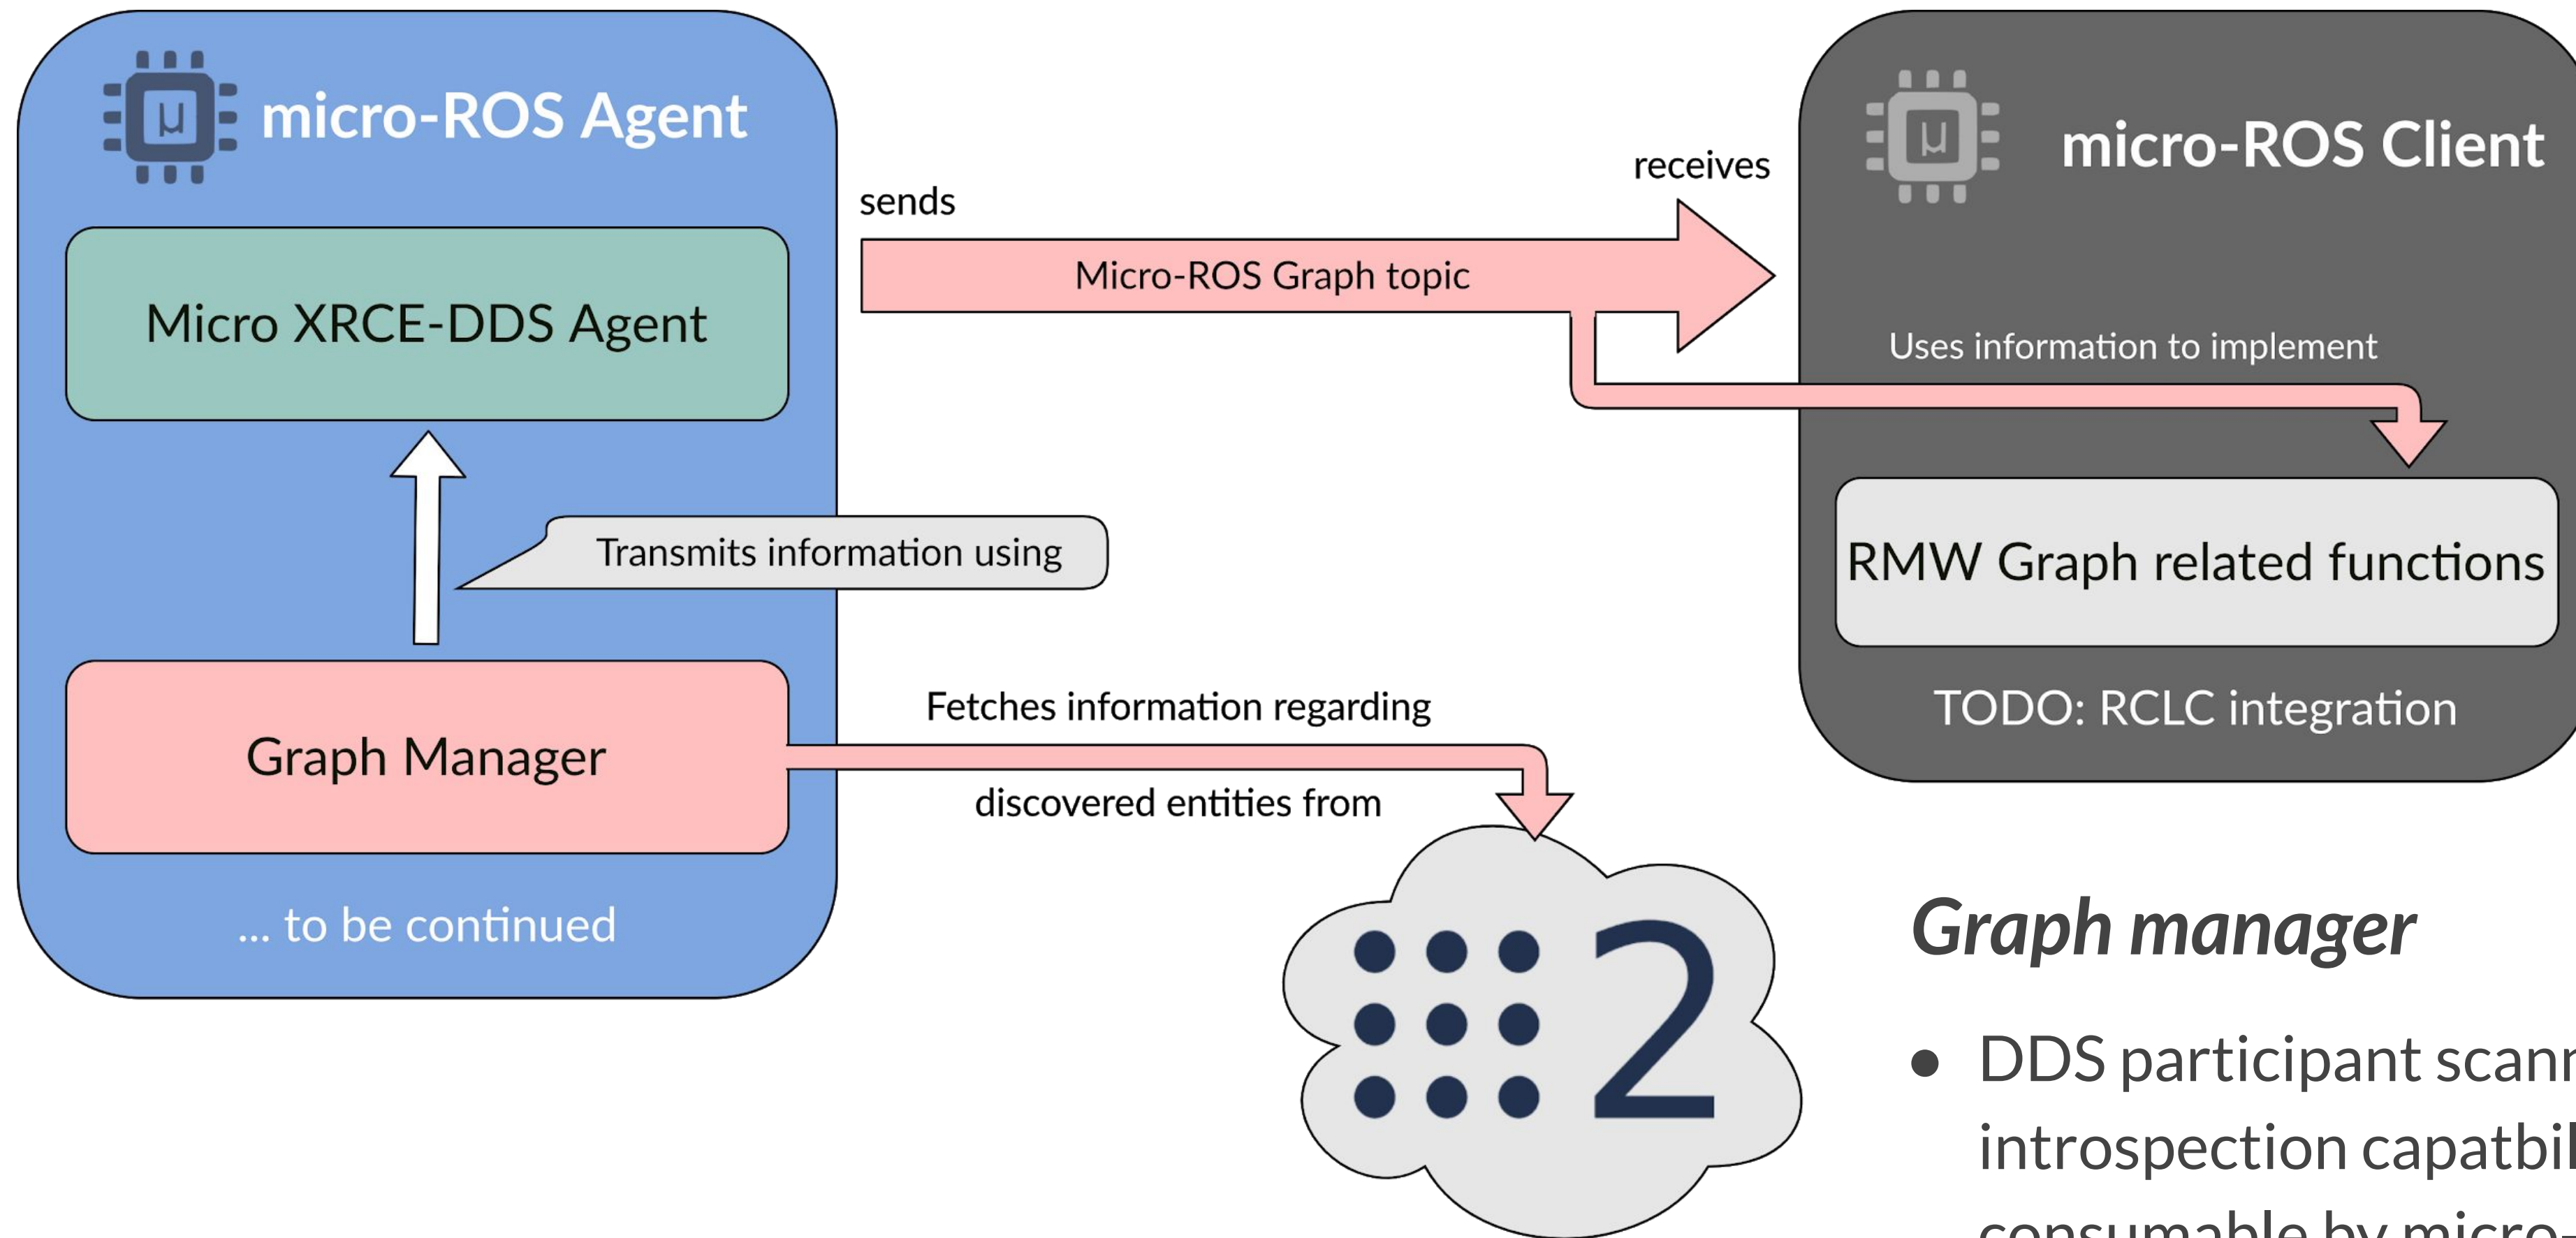 µ
micro-ROS Agent
Micro XRCE-DDS Agent
Transmits information using
Graph Manager
... to be continued
sends
receives
Micro-ROS Graph topic
Fetches information regarding
discovered entities from
2
µ
micro-ROS Client
Uses information to implement
RMW Graph related functions
TODO: RCLC integration
Graph manager
• DDS participant
introspection
consumable by